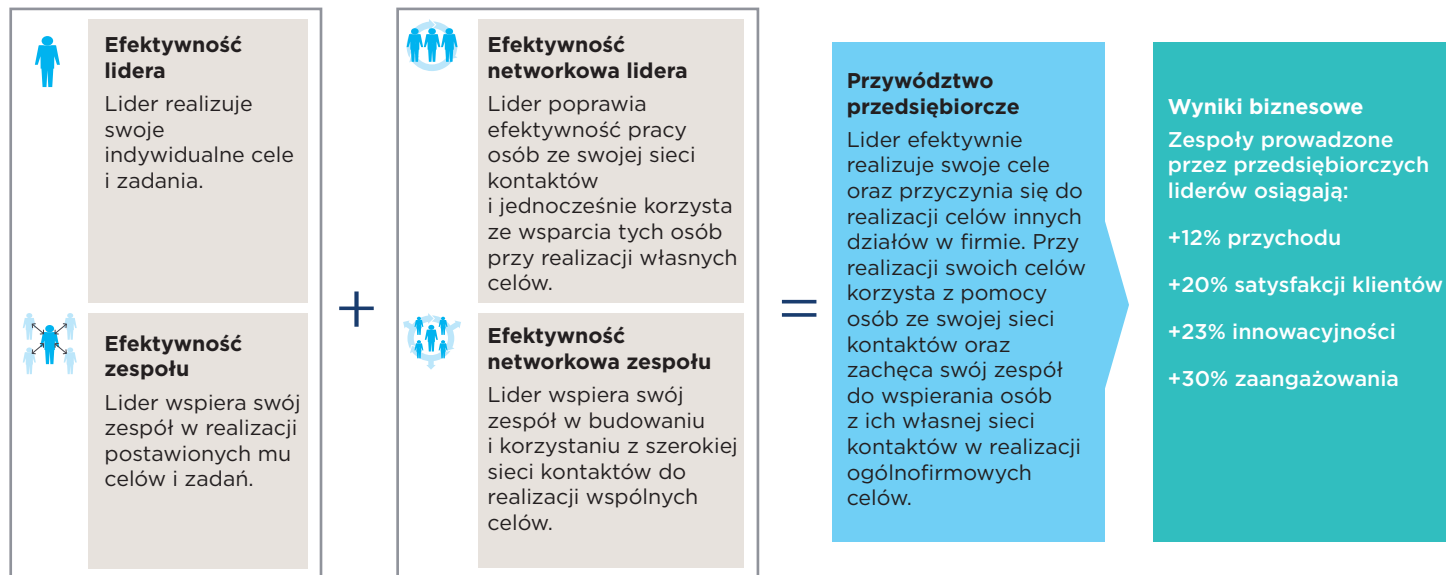 Efektywność
lidera
Lider realizuje
swoje
indywidualne cele
i zadania.
Efektywność
zespołu
Lider wspiera swój
zespół w realizacji
postawionych mu
celów i zadań.
+
Efektywność
networkowa lidera
Lider poprawia
efektywność pracy
osób ze swojej sieci
kontaktów
i jednocześnie korzysta
ze wsparcia tych osób
przy realizacji własnych
celów.
Efektywność
networkowa zespołu
Lider wspiera swój
zespół w budowaniu
i korzystaniu z szerokiej
sieci kontaktów do
realizacji wspólnych
celów.
=
Przywództwo
przedsiębiorcze
Lider efektywnie
realizuje swoje cele
oraz przyczynia się do
realizacji celów innych
działów w firmie. Przy
realizacji swoich celów
korzysta z pomocy
osób ze swojej sieci
kontaktów oraz
zachęca swój zespół
do wspierania osób
z ich własnej sieci
kontaktów w realizacji
ogólnofirmowych
celów.
Wyniki biznesowe
Zespoły prowadzone
przez przedsiębiorczych
liderów osiągają:
+12% przychodu
+20% satysfakcji klientów
+23% innowacyjności
+30% zaangażowania